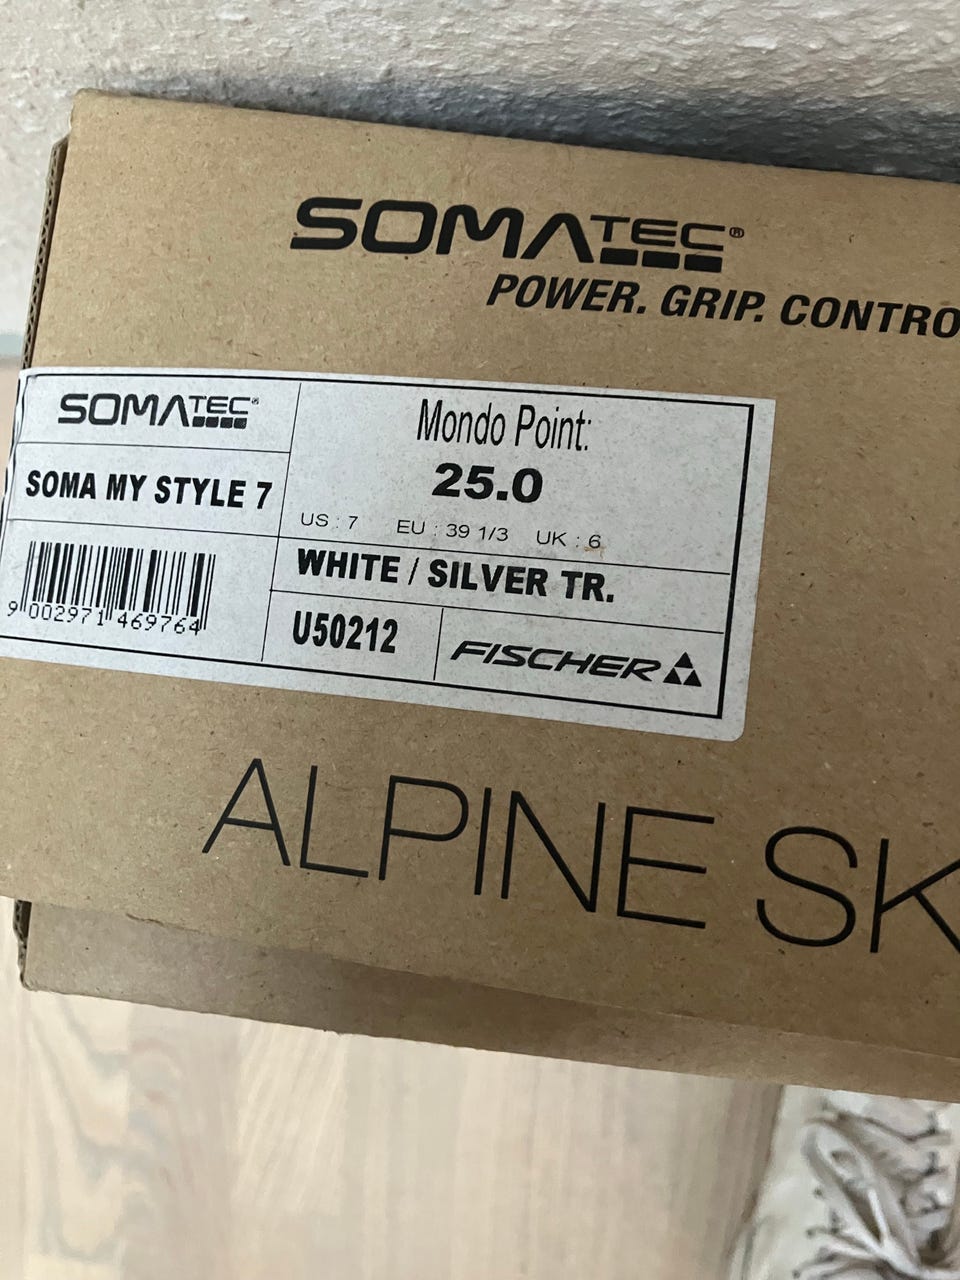 SOMATEC®
POWER. GRIP. CONTRO
SOMATEC®
SOMA MY STYLE 7
9 002971 469764
Mondo Point:
25.0
US : 7 EU : 39 1/3 UK : 6
WHITE / SILVER TR.
U50212
FISCHER
ALPINE SK